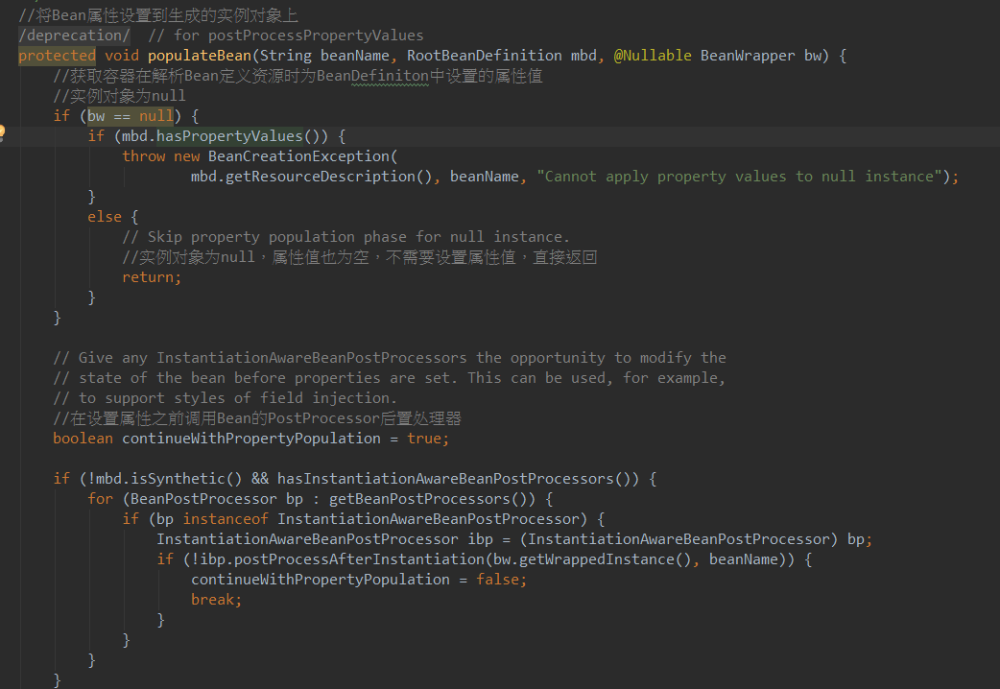 //将Bean属性设置到生成的实例对象上
/deprecation/  // for postProcessPropertyValues
protected void populateBean(String beanName, RootBeanDefinition mbd, @Nullable BeanWrapper bw) {
    //获取容器在解析Bean定义资源时为BeanDefiniton中设置的属性值
    //实例对象为null
    if (bw == null) {
        if (mbd.hasPropertyValues()) {
            throw new BeanCreationException(
                    mbd.getResourceDescription(), beanName, "Cannot apply property values to null instance");
        }
        else {
            // Skip property population phase for null instance.
            //实例对象为null，属性值也为空，不需要设置属性值，直接返回
            return;
        }
    }
    // Give any InstantiationAwareBeanPostProcessors the opportunity to modify the
    // state of the bean before properties are set. This can be used, for example,
    // to support styles of field injection.
    //在设置属性之前调用Bean的PostProcessor后置处理器
    boolean continueWithPropertyPopulation = true;
    if (!mbd.isSynthetic() && hasInstantiationAwareBeanPostProcessors()) {
        for (BeanPostProcessor bp : getBeanPostProcessors()) {
            if (bp instanceof InstantiationAwareBeanPostProcessor) {
                InstantiationAwareBeanPostProcessor ibp = (InstantiationAwareBeanPostProcessor) bp;
                if (!ibp.postProcessAfterInstantiation(bw.getWrappedInstance(), beanName)) {
                    continueWithPropertyPopulation = false;
                    break;
                }
            }
        }
    }